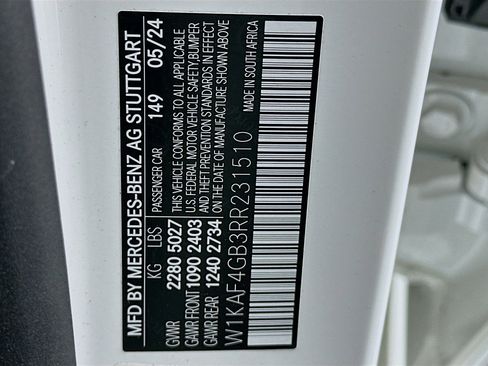 MFD BY MERCEDES-BENZ AG STUTTGART
KG LBS PASSENGER CAR 149 05/24
GVWR 2280 5027 THIS VEHICLE CONFORMS TO ALL APPLICABLE
GAWR FRONT 1090 2403 U.S. FEDERAL MOTOR VEHICLE SAFETY,BUMPER
GAWR REAR 1240 2734 AND THEFT PREVENTION STANDARDS IN EFFECT
ON THE DATE OF MANUFACTURE SHOWN ABOVE
W1KAF4GB3RR231510 MADE IN SOUTH AFRICA